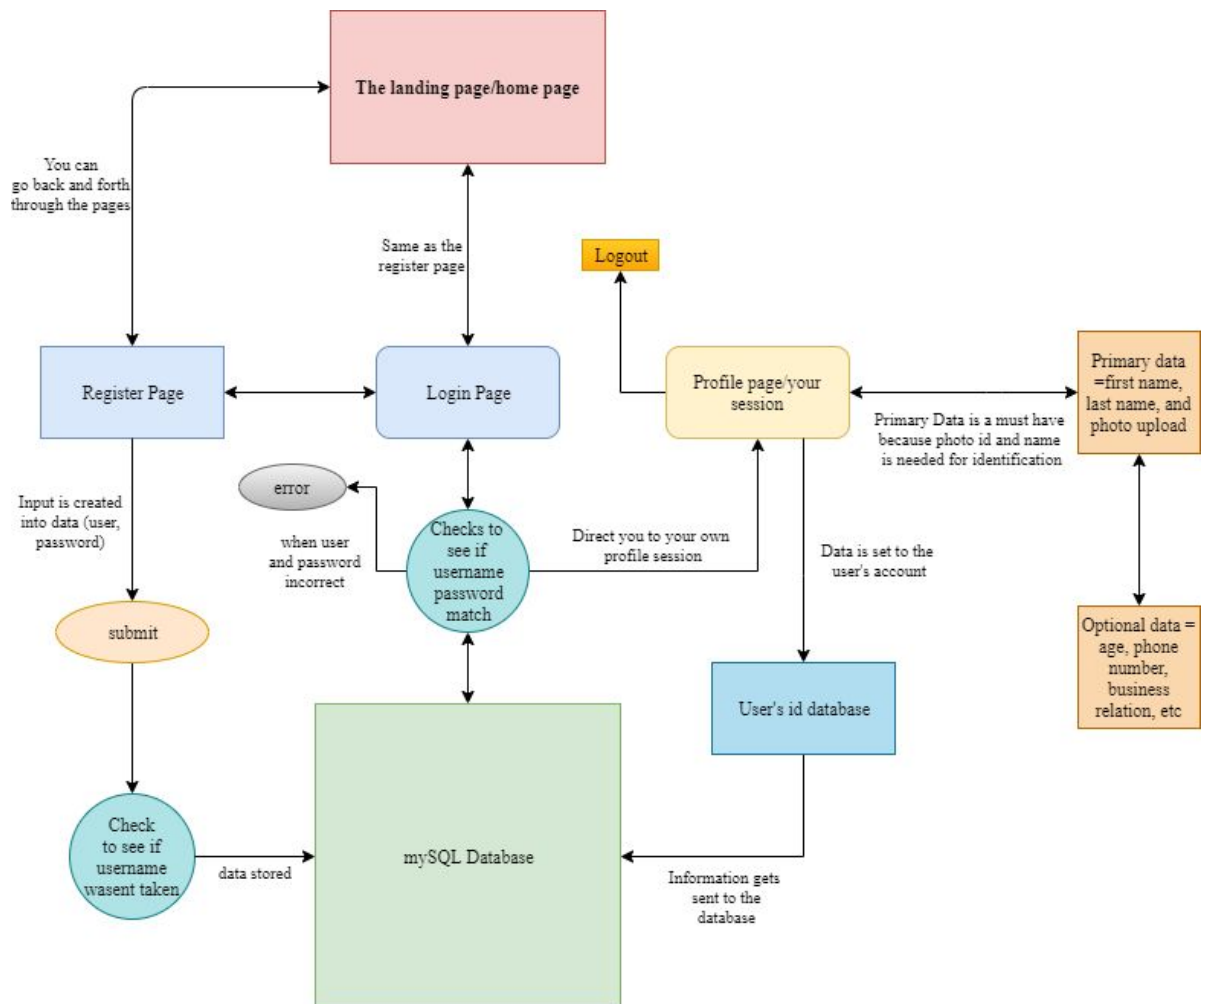 The landing page/home page
You can
go back and forth
through the pages
Same as the
register page
Logout
Register Page
Login Page
Profile page/your
session
Primary data
=first name,
last name, and
photo upload
Primary Data is a must have
because photo id and name
is needed for identification
error
Input is created
into data (user,
password)
when user
and password
incorrect
Checks to
see if
username
password
match
Direct you to your own
profile session
Data is set to the
user's account
submit
Optional data =
age, phone
number,
business
relation, etc
User's id database
Check
to see if
username
wasent taken
data stored
mySQL Database
Information gets
sent to the
database